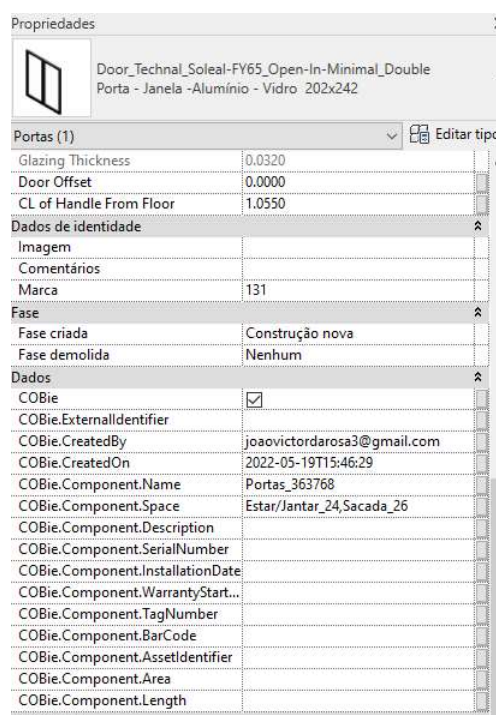 Propriedades
Door_Technal_Soleal-FY65_Open-In-Minimal_Double
Porta - Janela -Alumínio - Vidro 202x242
Portas (1)
Editar tipo
Glazing Thickness 0.0320
Door Offset 0.0000
CL of Handle From Floor 1.0550
Dados de identidade
Imagem
Comentários
Marca 131
Fase
Fase criada Construção nova
Fase demolida Nenhum
Dados
COBie
COBie.ExternalIdentifier
COBie.CreatedBy joaovictordarosa3@gmail.com
COBie.CreatedOn 2022-05-19T15:46:29
COBie.Component.Name Portas_363768
COBie.Component.Space Estar/Jantar_24,Sacada_26
COBie.Component.Description
COBie.Component.SerialNumber
COBie.Component.InstallationDate
COBie.Component.WarrantyStart...
COBie.Component.TagNumber
COBie.Component.BarCode
COBie.Component.AssetIdentifier
COBie.Component.Area
COBie.Component.Length